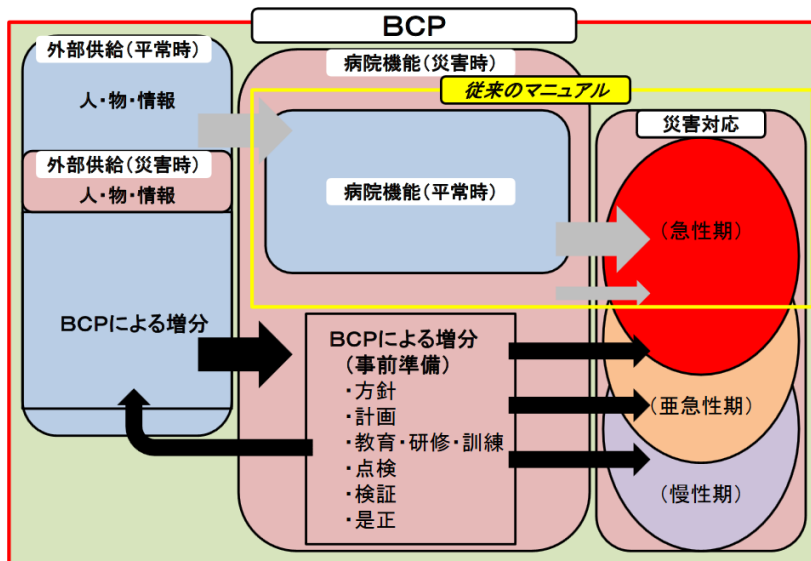 BCP
外部供給(平常時)
人・物・情報
外部供給(災害時)
人・物・情報
BCPによる増分
病院機能(災害時)
従来のマニュアル
病院機能(平常時)
BCPによる増分
(事前準備)
・方針
・計画
・教育・研修・訓練
・点検
・検証
・是正
災害対応
(急性期)
(亜急性期)
(慢性期)